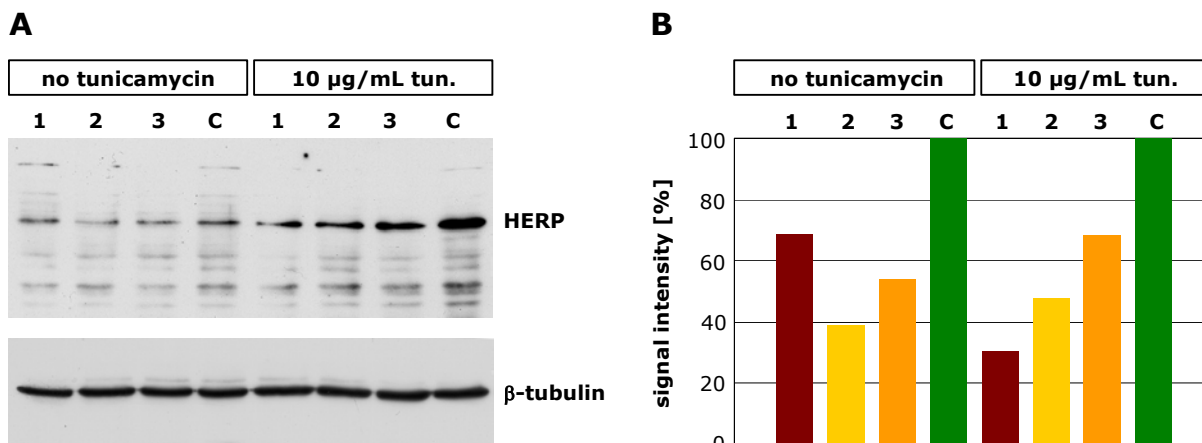 A
no tunicamycin 10 µg/mL tun.
1 2 3 C 1 2 3 C
HERP
β-tubulin
B
no tunicamycin 10 µg/mL tun.
1 2 3 C 1 2 3 C
signal intensity [%]
100
80
60
40
20
0